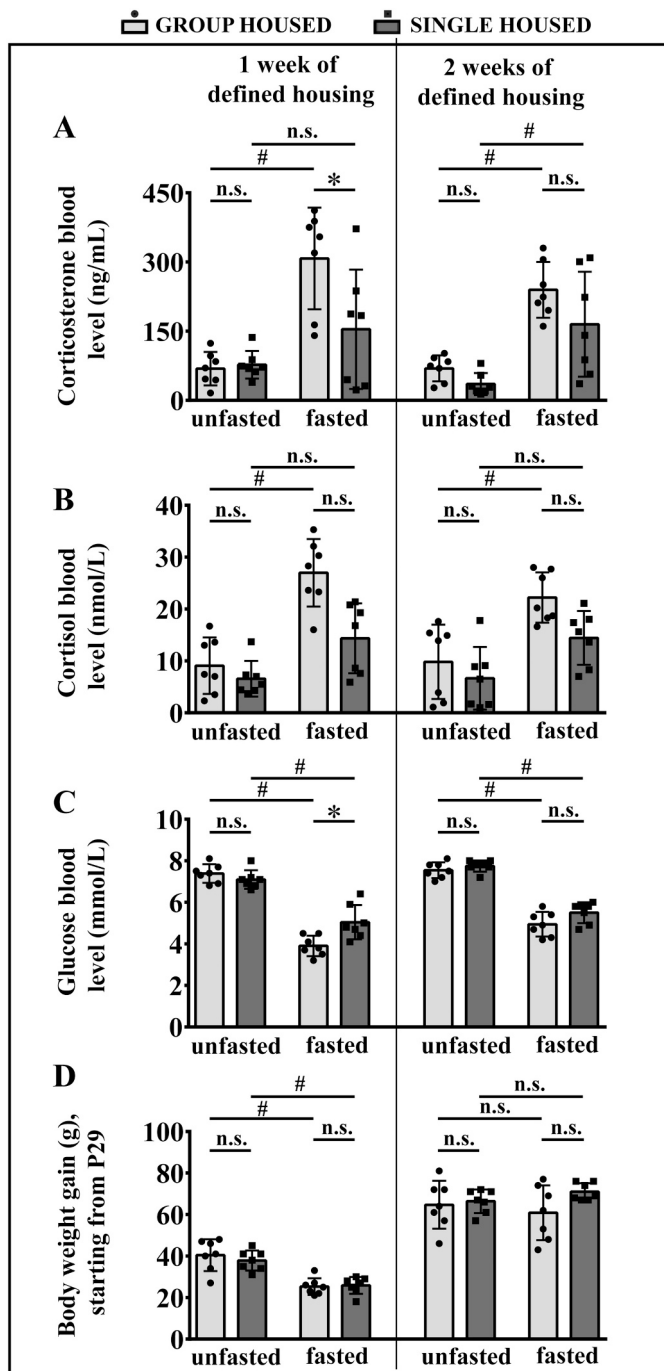 GROUP HOUSED SINGLE HOUSED
1 week of
defined housing
2 weeks of
defined housing
A
n.s.
#
#
#
n.s.
*
n.s.
n.s.
Corticosterone blood
level (ng/mL)
450
300
150
0
unfasted fasted unfasted fasted
B
n.s.
n.s.
#
#
n.s.
n.s.
n.s.
n.s.
Cortisol blood
level (nmol/L)
40
30
20
10
0
unfasted fasted unfasted fasted
C
#
#
#
#
n.s.
*
n.s.
n.s.
Glucose blood
level (mmol/L)
10
8
6
4
2
0
unfasted fasted unfasted fasted
D
#
n.s.
#
n.s.
n.s.
n.s.
n.s.
n.s.
Body weight gain (g),
starting from P29
100
80
60
40
20
0
unfasted fasted unfasted fasted